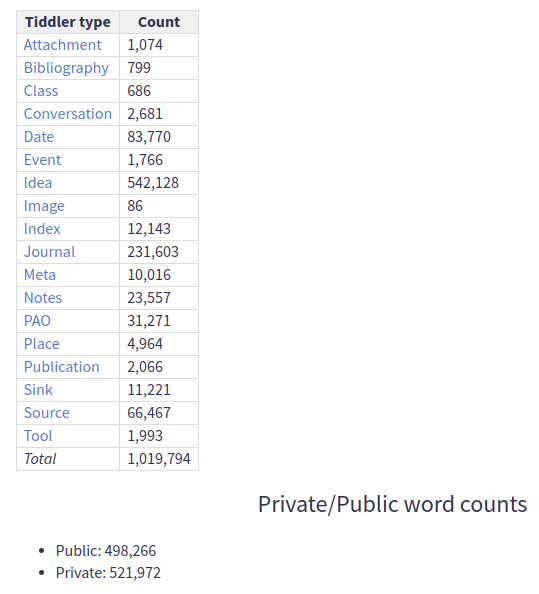 Tiddler type Count
Attachment 1,074
Bibliography 799
Class 686
Conversation 2,681
Date 83,770
Event 1,766
Idea 542,128
Image 86
Index 12,143
Journal 231,603
Meta 10,016
Notes 23,557
PAO 31,271
Place 4,964
Publication 2,066
Sink 11,221
Source 66,467
Tool 1,993
Total 1,019,794
Private/Public word counts
• Public: 498,266
• Private: 521,972